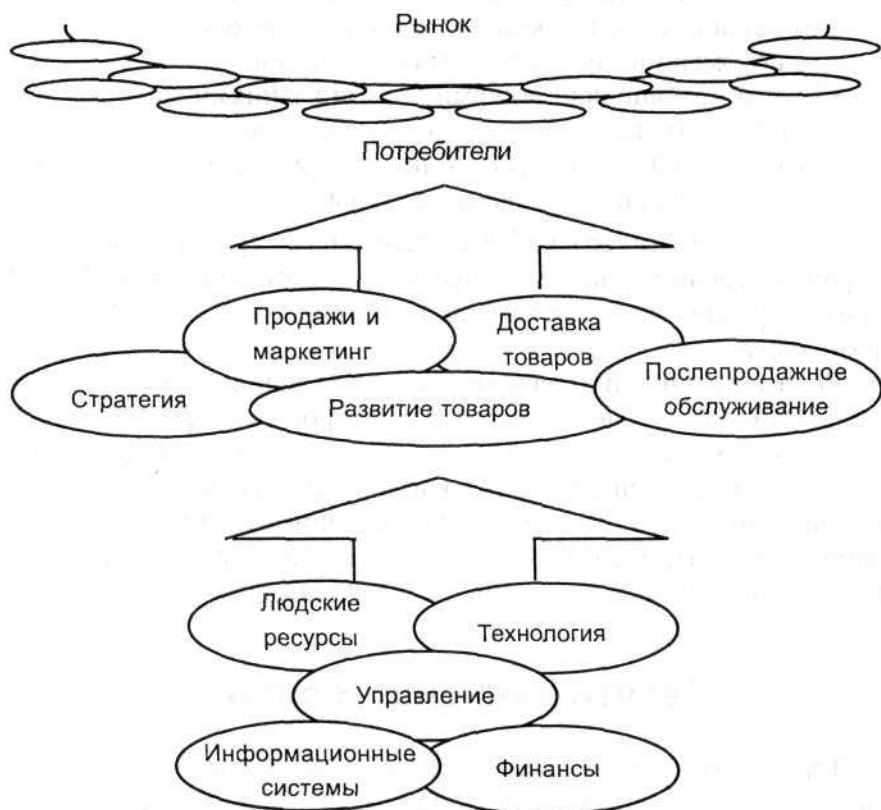 Рынок
Потребители
Продажи и
маркетинг
Доставка
товаров
Стратегия
Развитие товаров
Послепродажное
обслуживание
Людские
ресурсы
Технология
Управление
Информационные
системы
Финансы